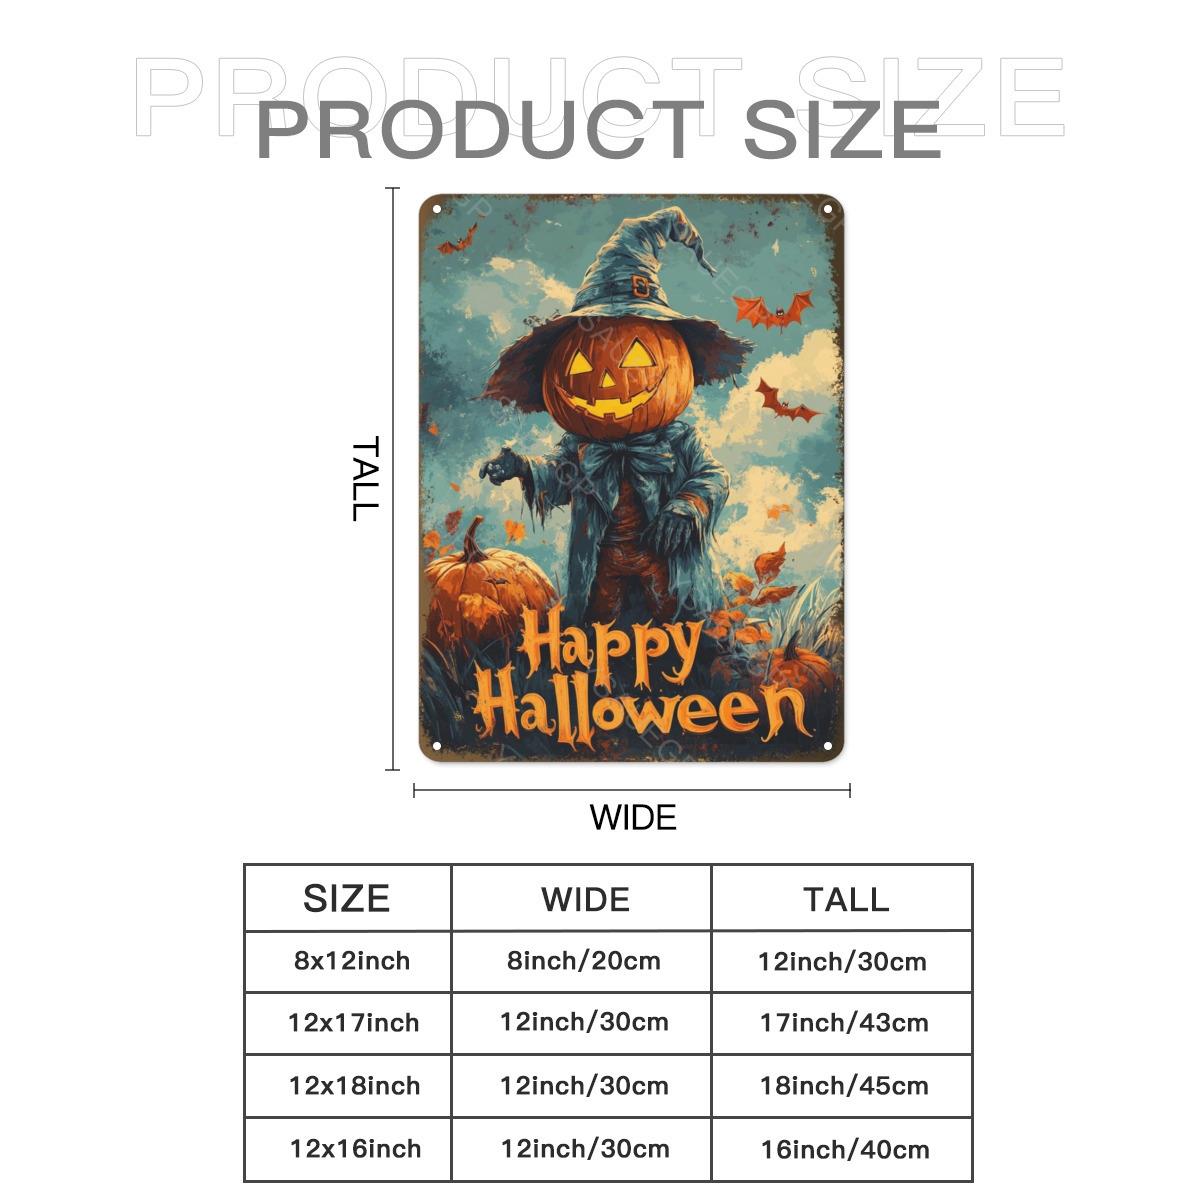 PRODUCT SIZE
PRODUCT SIZE
TALL
Happy
Halloween
WIDE
SIZE WIDE TALL
8x12inch 8inch/20cm 12inch/30cm
12x17inch 12inch/30cm 17inch/43cm
12x18inch 12inch/30cm 18inch/45cm
12x16inch 12inch/30cm 16inch/40cm